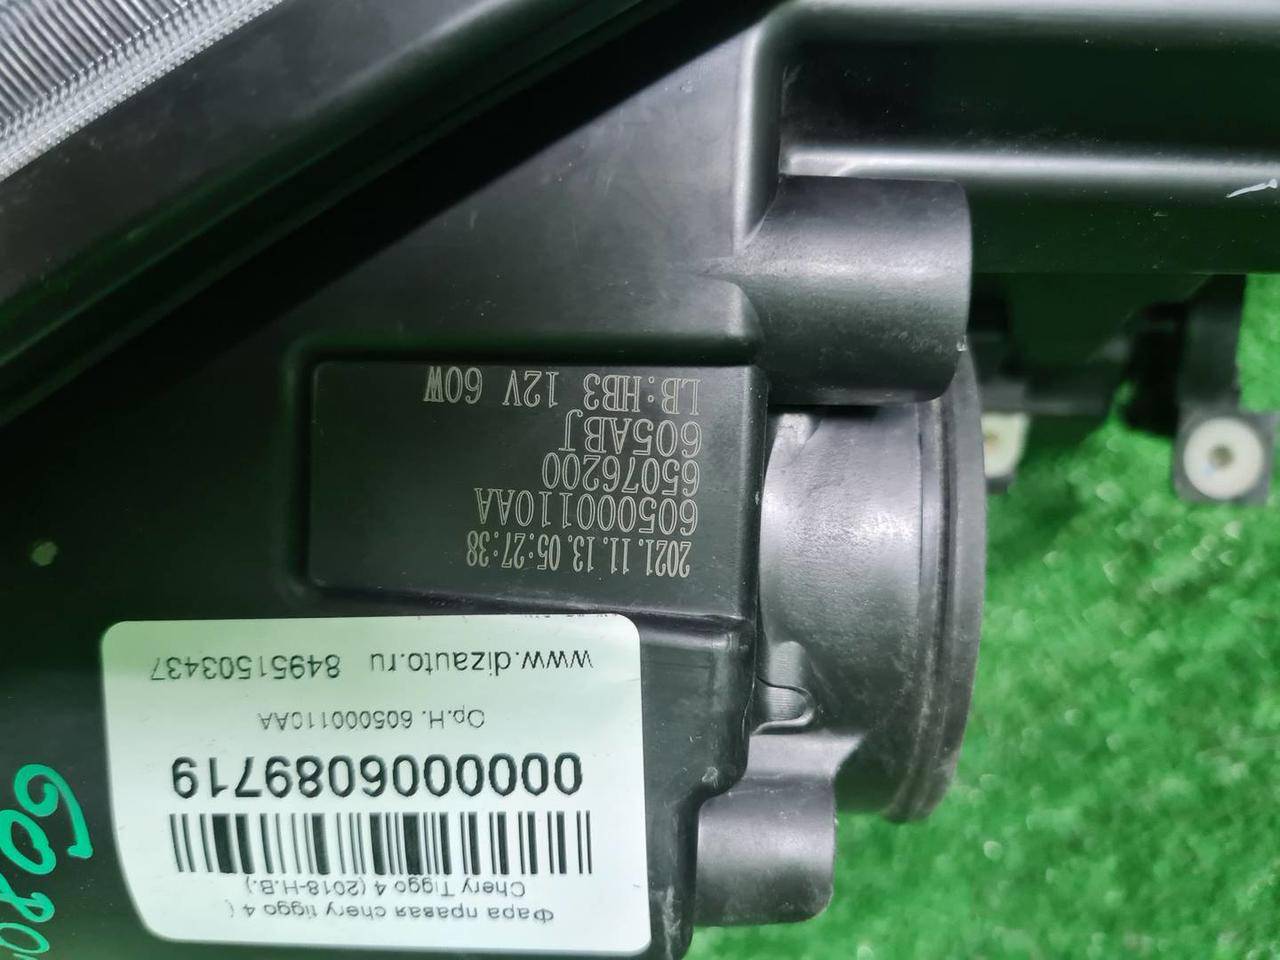 2021.11.13.05:27:38
605000110AA
65076200
605ABJ
LB:HB3 12V 60W
Фара правая chery tiggo 4 (
Chery Tiggo 4 (2018-Н.В.)
0000006089719
Ор.Н. 605000110AA
www.dizauto.ru 84951503437